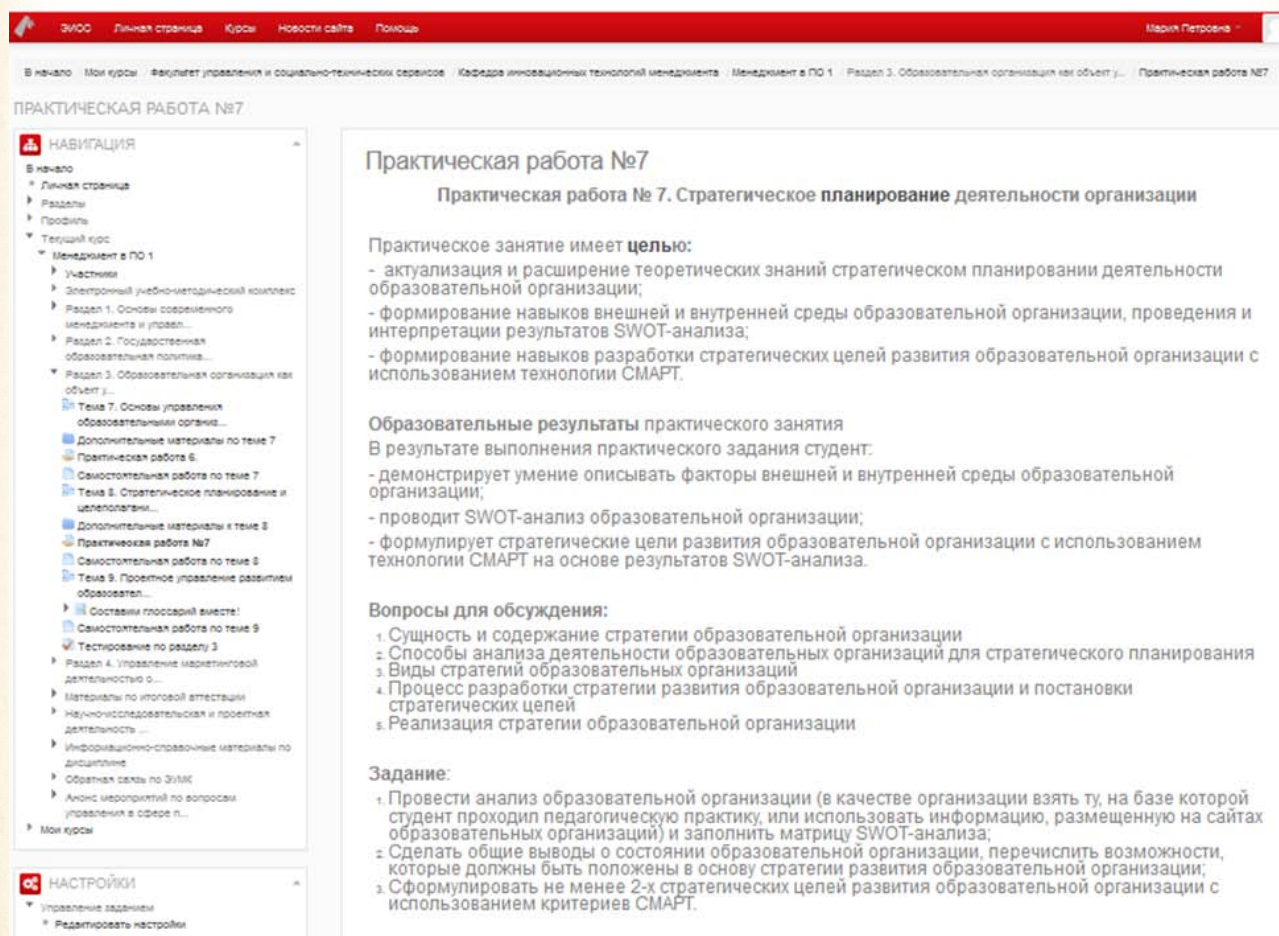 ЭИОС Личная страница Курсы Новости сайта Помощь Мария Петровна
В начало Мои курсы Факультет управления и социально-технических сервисов Кафедра инновационных технологий менеджмента Менеджмент в ПО 1 Раздел 3. Образовательная организация как объект у... Практическая работа №7
ПРАКТИЧЕСКАЯ РАБОТА №7
НАВИГАЦИЯ
В начало
Личная страница
Разделы
Профиль
Текущий курс
Менеджмент в ПО 1
Участники
Электронный учебно-методический комплекс
Раздел 1. Основы современного
менеджмента и управл...
Раздел 2. Государственная
образовательная политика...
Раздел 3. Образовательная организация как
объект у...
Тема 7. Основы управления
образовательными организ...
Дополнительные материалы по теме 7
Практическая работа 6.
Самостоятельная работа по теме 7
Тема 8. Стратегическое планирование и
целеполагани...
Дополнительные материалы к теме 8
Практическая работа №7
Самостоятельная работа по теме 8
Тема 9. Проектное управление развитием
образовател...
Составим глоссарий вместе!
Самостоятельная работа по теме 9
Тестирование по разделу 3
Раздел 4. Управление маркетинговой
деятельностью о...
Материалы по итоговой аттестации
Научно-исследовательская и проектная
деятельность ...
Информационно-справочные материалы по
дисциплине
Обратная связь по ЭУМК
Анонс мероприятий по вопросам
управления в сфере п...
Мои курсы
НАСТРОЙКИ
Управление заданием
Редактировать настройки
Практическая работа №7
Практическая работа № 7. Стратегическое планирование деятельности организации
Практическое занятие имеет целью:
- актуализация и расширение теоретических знаний стратегическом планировании деятельности
образовательной организации;
- формирование навыков внешней и внутренней среды образовательной организации, проведения и
интерпретации результатов SWOT-анализа;
- формирование навыков разработки стратегических целей развития образовательной организации с
использованием технологии СМАРТ.
Образовательные результаты практического занятия
В результате выполнения практического задания студент:
- демонстрирует умение описывать факторы внешней и внутренней среды образовательной
организации;
- проводит SWOT-анализ образовательной организации;
- формулирует стратегические цели развития образовательной организации с использованием
технологии СМАРТ на основе результатов SWOT-анализа.
Вопросы для обсуждения:
1. Сущность и содержание стратегии образовательной организации
2. Способы анализа деятельности образовательных организаций для стратегического планирования
3. Виды стратегий образовательных организаций
4. Процесс разработки стратегии развития образовательной организации и постановки
стратегических целей
5. Реализация стратегии образовательной организации
Задание:
1. Провести анализ образовательной организации (в качестве организации взять ту, на базе которой
студент проходил педагогическую практику, или использовать информацию, размещенную на сайтах
образовательных организаций) и заполнить матрицу SWOT-анализа;
2. Сделать общие выводы о состоянии образовательной организации, перечислить возможности,
которые должны быть положены в основу стратегии развития образовательной организации;
3. Сформулировать не менее 2-х стратегических целей развития образовательной организации с
использованием критериев СМАРТ.